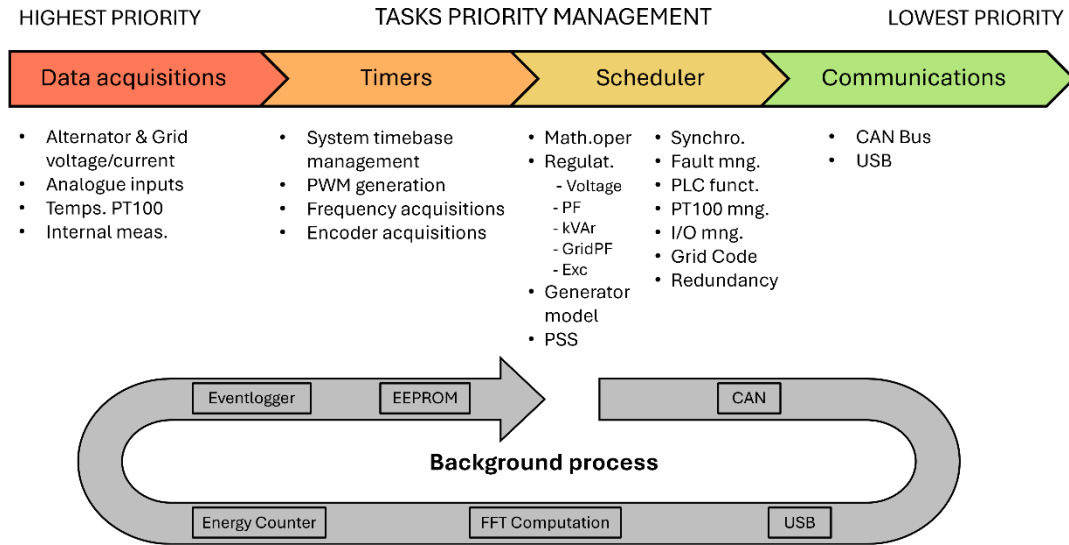 HIGHEST PRIORITY
TASKS PRIORITY MANAGEMENT
LOWEST PRIORITY
Data acquisitions
Timers
Scheduler
Communications
• Alternator & Grid
voltage/current
• Analogue inputs
• Temps. PT100
• Internal meas.
• System timebase
management
• PWM generation
• Frequency acquisitions
• Encoder acquisitions
• Math.oper
• Regulat.
- Voltage
- PF
- kVAr
- GridPF
- Exc
• Generator
model
• PSS
• Synchro.
• Fault mng.
• PLC funct.
• PT100 mng.
• I/O mng.
• Grid Code
• Redundancy
• CAN Bus
• USB
Eventlogger
EEPROM
CAN
Background process
Energy Counter
FFT Computation
USB